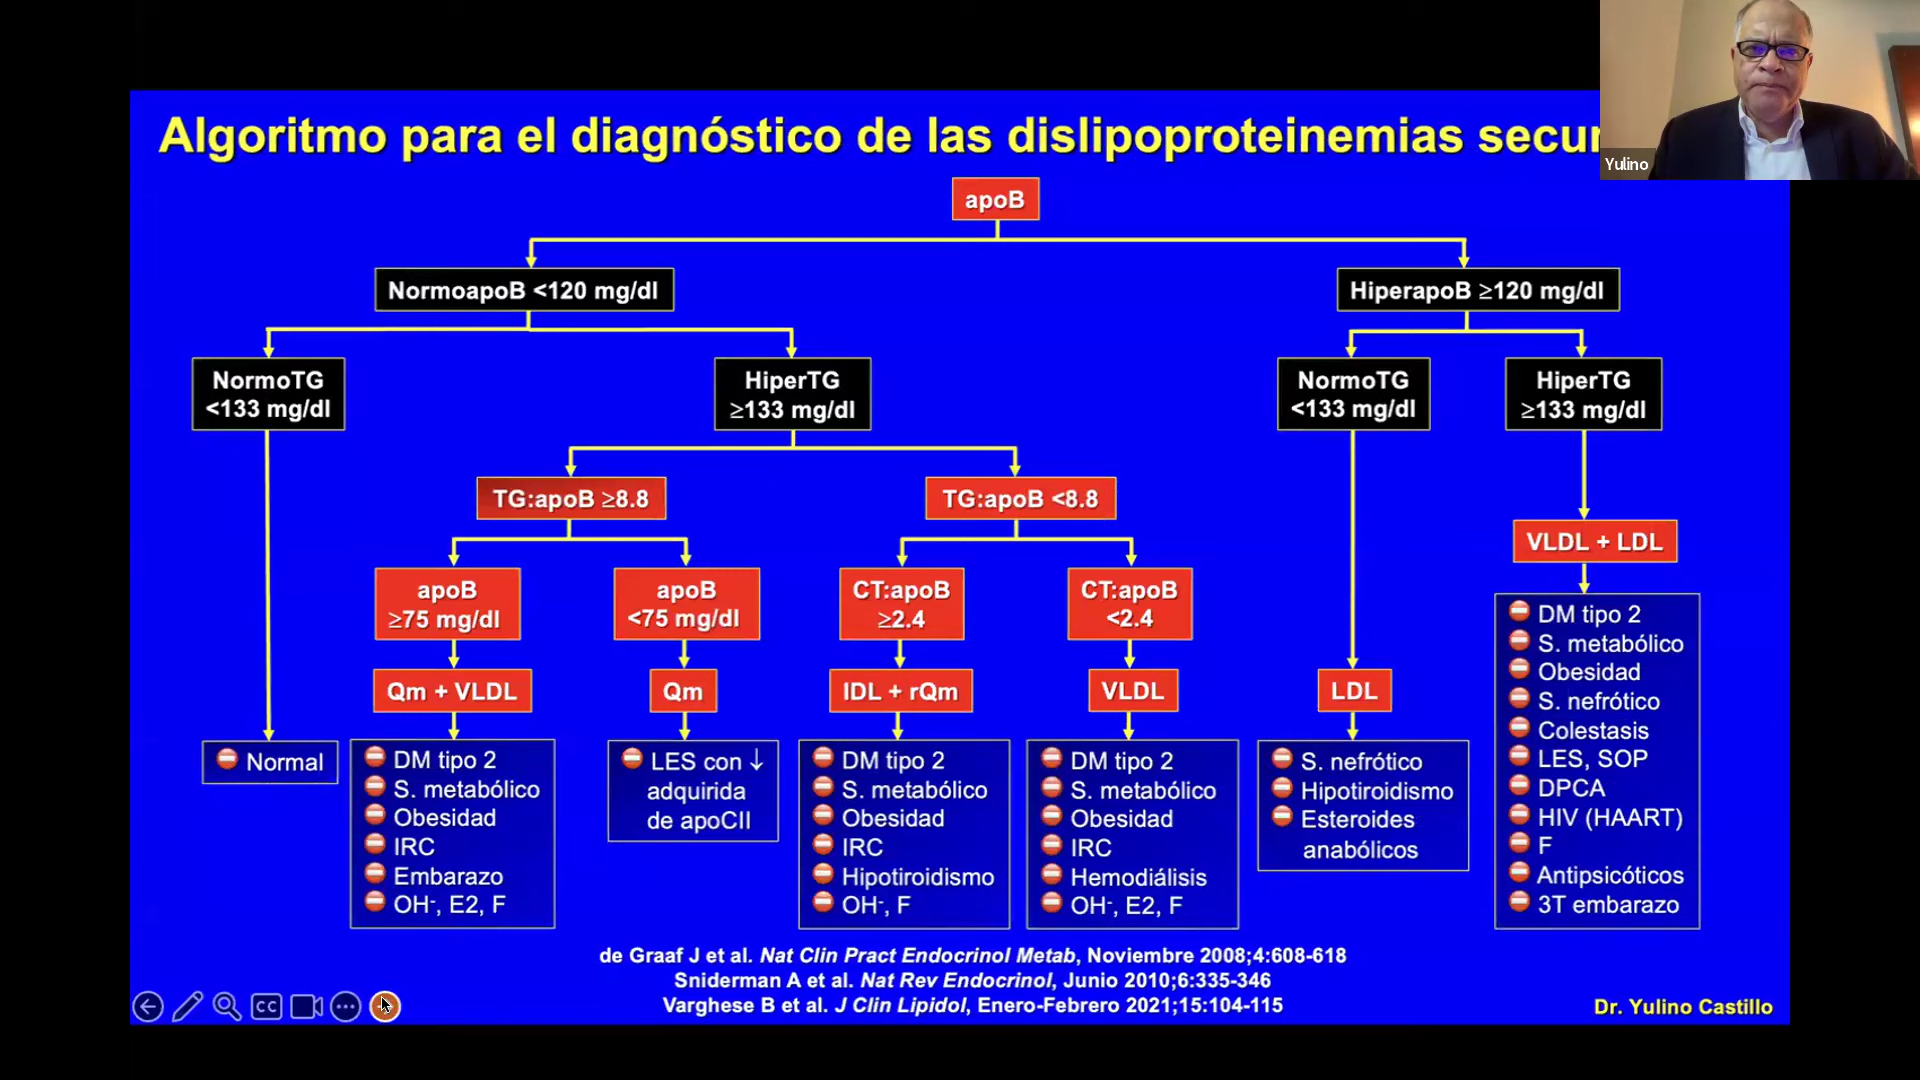 Algoritmo para el diagnóstico de las dislipoproteinemias secun
Yulino
apoB
NormoapoB <120 mg/dl
HiperapoB ≥120 mg/dl
NormoTG
<133 mg/dl
HiperTG
≥133 mg/dl
NormoTG
<133 mg/dl
HiperTG
≥133 mg/dl
TG:apoB ≥8.8
TG:apoB <8.8
VLDL + LDL
apoB
≥75 mg/dl
apoB
<75 mg/dl
CT:apoB
≥2.4
CT:apoB
<2.4
Qm + VLDL
Qm
IDL + rQm
VLDL
LDL
Normal
DM tipo 2
S. metabólico
Obesidad
IRC
Embarazo
OH-, E2, F
LES con ↓
adquirida
de apoCII
DM tipo 2
S. metabólico
Obesidad
IRC
Hipotiroidismo
OH-, F
DM tipo 2
S. metabólico
Obesidad
IRC
Hemodiálisis
OH-, E2, F
S. nefrótico
Hipotiroidismo
Esteroides
anabólicos
DM tipo 2
S. metabólico
Obesidad
S. nefrótico
Colestasis
LES, SOP
DPCA
HIV (HAART)
F
Antipsicóticos
3T embarazo
de Graaf J et al. Nat Clin Pract Endocrinol Metab, Noviembre 2008;4:608-618
Sniderman A et al. Nat Rev Endocrinol, Junio 2010;6:335-346
Varghese B et al. J Clin Lipidol, Enero-Febrero 2021;15:104-115
CC
Dr. Yulino Castillo